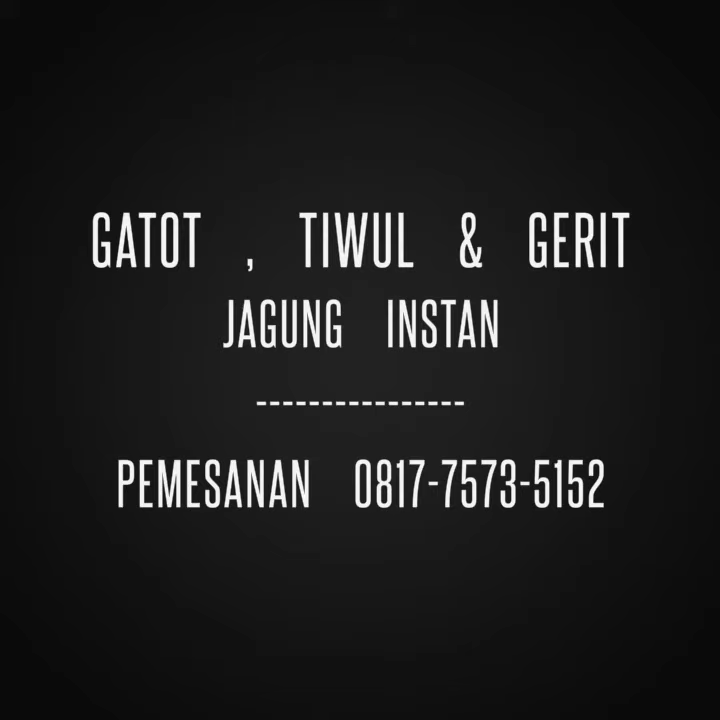 GATOT , TIWUL & GERIT
JAGUNG INSTAN
----------------
PEMESANAN 0817-7573-5152